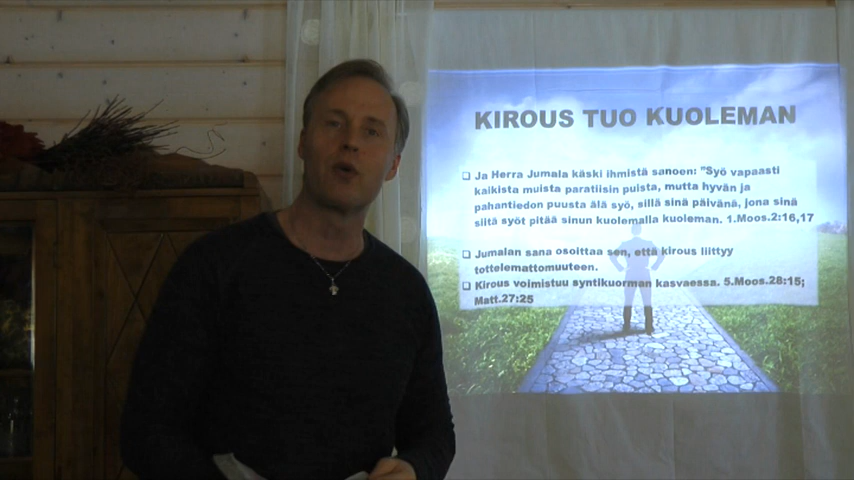 KIROUS TUO KUOLEMAN
❑ Ja Herra Jumala käski ihmistä sanoen: "Syö vapaasti
kaikista muista paratiisin puista, mutta hyvän ja
pahantiedon puusta älä syö, sillä sinä päivänä, jona sinä
siitä syöt pitää sinun kuolemalla kuoleman. 1.Moos.2:16,17
❑ Jumalan sana osoittaa sen, että kirous liittyy
tottelemattomuuteen.
❑ Kirous voimistuu syntikuorman kasvaessa. 5.Moos.28:15;
Matt.27:25